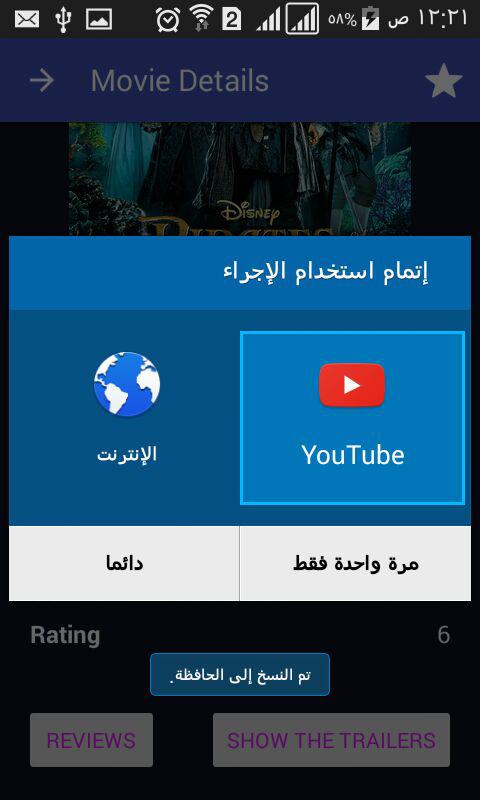 ٥٨% ص ١٢:٢١
2
Movie Details
Disney
PIRATES
إتمام استخدام الإجراء
YouTube
الإنترنت
مرة واحدة فقط
دائما
Rating 6
تم النسخ إلى الحافظة.
REVIEWS SHOW THE TRAILERS